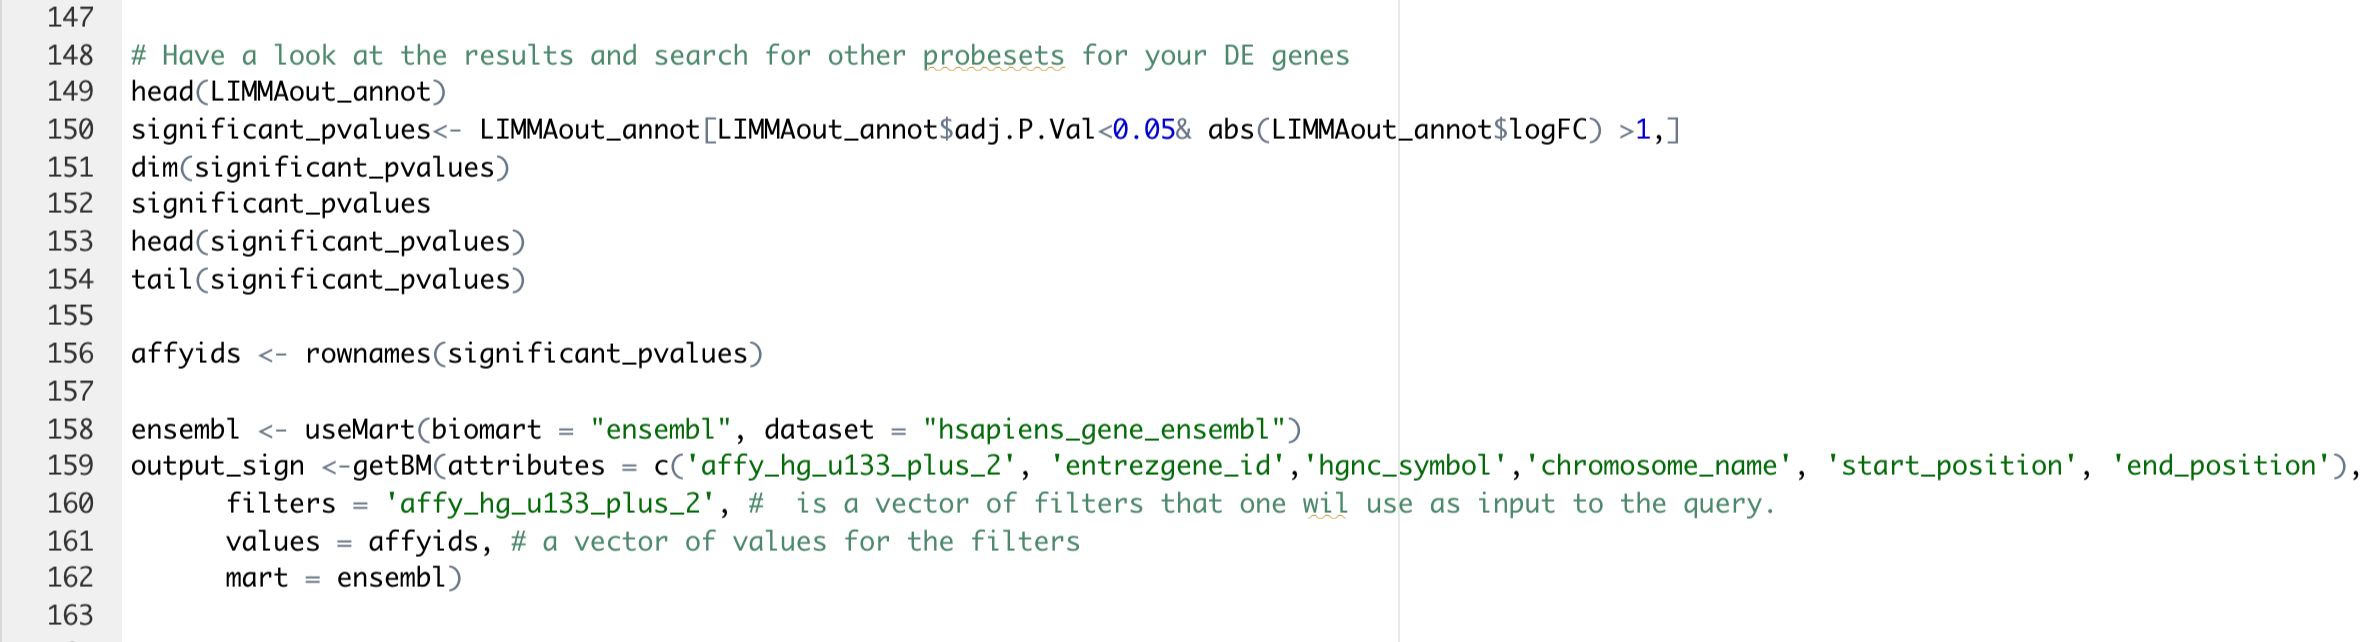 147
148 # Have a look at the results and search for other probesets for your DE genes
149 head(LIMMAout_annot)
150 significant_pvalues<- LIMMAout_annot[LIMMAout_annot$adj.P.Val<0.05& abs(LIMMAout_annot$logFC) >1,]
151 dim(significant_pvalues)
152 significant_pvalues
153 head(significant_pvalues)
154 tail(significant_pvalues)
155
156 affyids <- rownames(significant_pvalues)
157
158 ensembl <- useMart(biomart = "ensembl", dataset = "hsapiens_gene_ensembl")
159 output_sign <-getBM(attributes = c('affy_hg_u133_plus_2', 'entrezgene_id','hgnc_symbol','chromosome_name', 'start_position', 'end_position'),
160       filters = 'affy_hg_u133_plus_2', #  is a vector of filters that one wil use as input to the query.
161       values = affyids, # a vector of values for the filters
162       mart = ensembl)
163